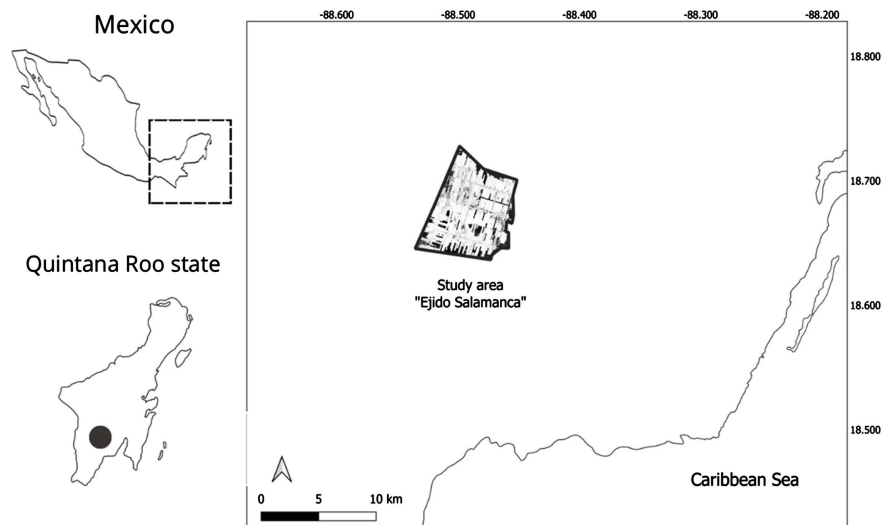 Mexico
Quintana Roo state
-88.600 -88.500 -88.400 -88.300 -88.200
18.800
18.700
18.600
18.500
Study area
"Ejido Salamanca"
Caribbean Sea
0 5 10 km